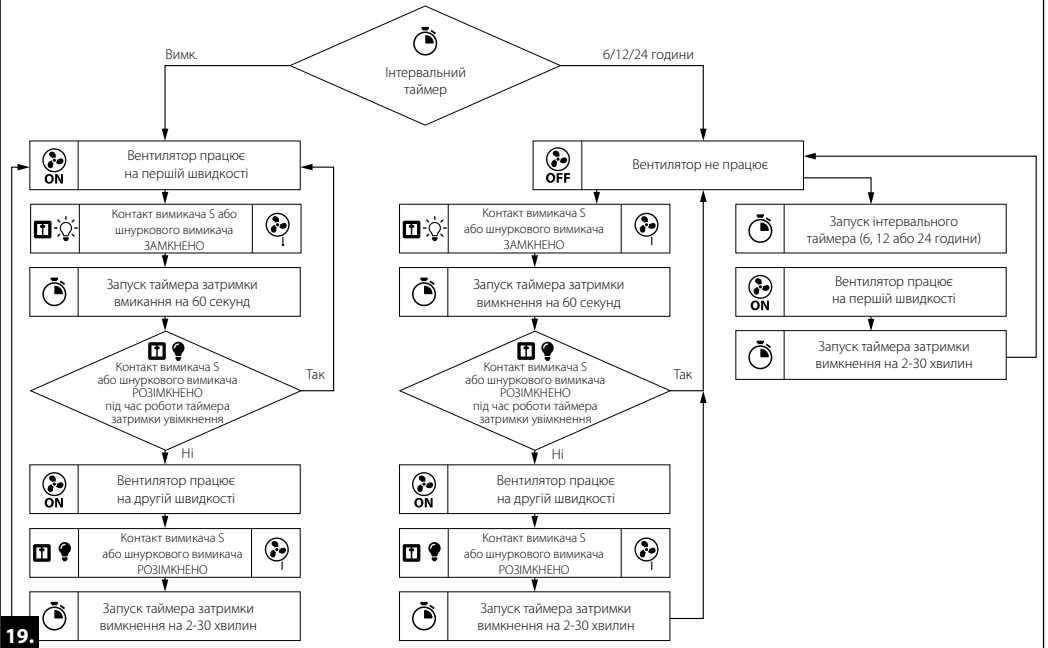 Інтервальний
таймер
Вимк.
6/12/24 години
ON
Вентилятор працює
на першій швидкості
Контакт вимикача S або
шнуркового вимикача
ЗАМКНЕНО
Запуск таймера затримки
вмикання на 60 секунд
Контакт вимикача S
або шнуркового вимикача
РОЗІМКНЕНО
під час роботи таймера
затримки увімкнення
Так
Ні
ON
Вентилятор працює
на другій швидкості
Контакт вимикача S
або шнуркового вимикача
РОЗІМКНЕНО
Запуск таймера затримки
вимкнення на 2-30 хвилин
OFF
Вентилятор не працює
Контакт вимикача S
або шнуркового вимикача
ЗАМКНЕНО
Запуск таймера затримки
вимкнення на 60 секунд
Контакт вимикача S
або шнуркового вимикача
РОЗІМКНЕНО
під час роботи таймера
затримки увімкнення
Так
Ні
ON
Вентилятор працює
на другій швидкості
Контакт вимикача S
або шнуркового вимикача
РОЗІМКНЕНО
Запуск таймера затримки
вимкнення на 2-30 хвилин
Запуск інтервального
таймера (6, 12 або 24 години)
ON
Вентилятор працює
на першій швидкості
Запуск таймера затримки
вимкнення на 2-30 хвилин
19.